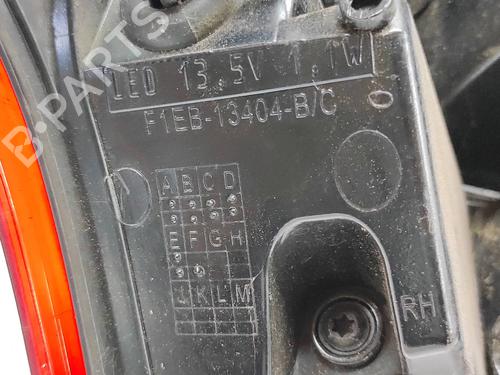 B-PARTS
LED 13,5V 1,1W
F1EB-13404-B/C
A B C D
E F G H
J K L M
RH